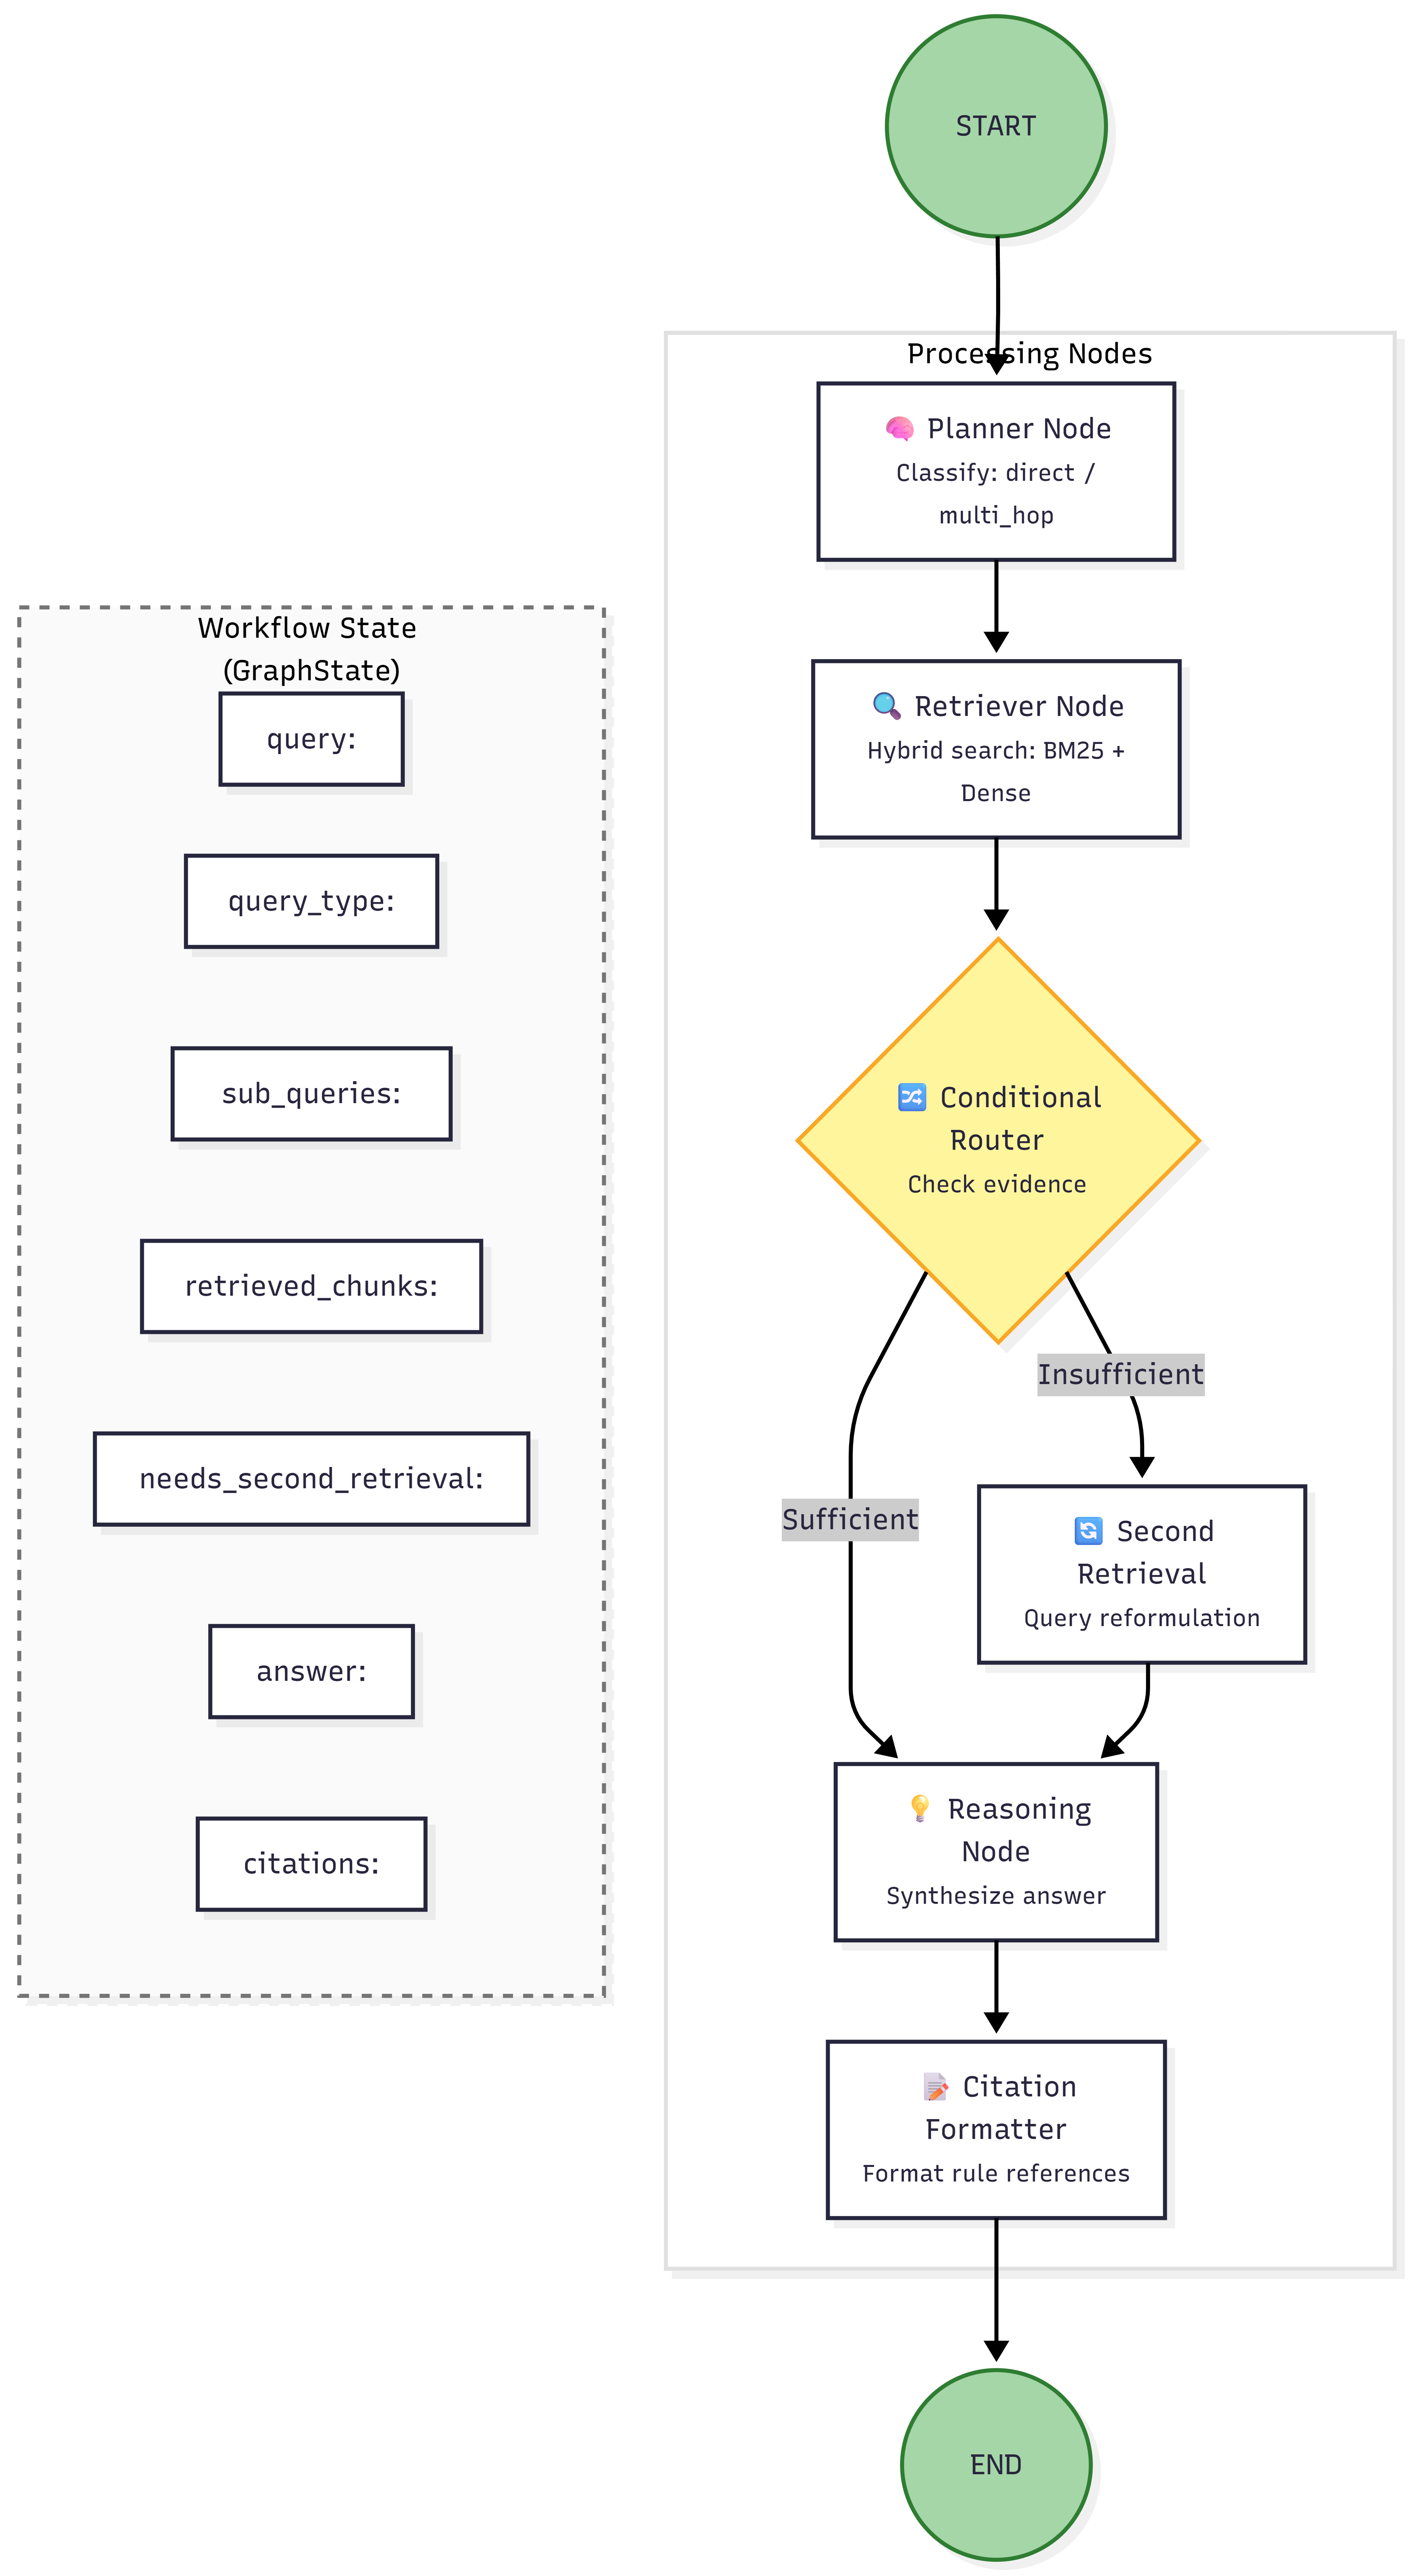 START
Processing Nodes
Planner Node
Classify: direct /
multi_hop
Retriever Node
Hybrid search: BM25 +
Dense
Conditional
Router
Check evidence
Insufficient
Sufficient
Second
Retrieval
Query reformulation
Reasoning
Node
Synthesize answer
Citation
Formatter
Format rule references
END
Workflow State
(GraphState)
query:
query_type:
sub_queries:
retrieved_chunks:
needs_second_retrieval:
answer:
citations: